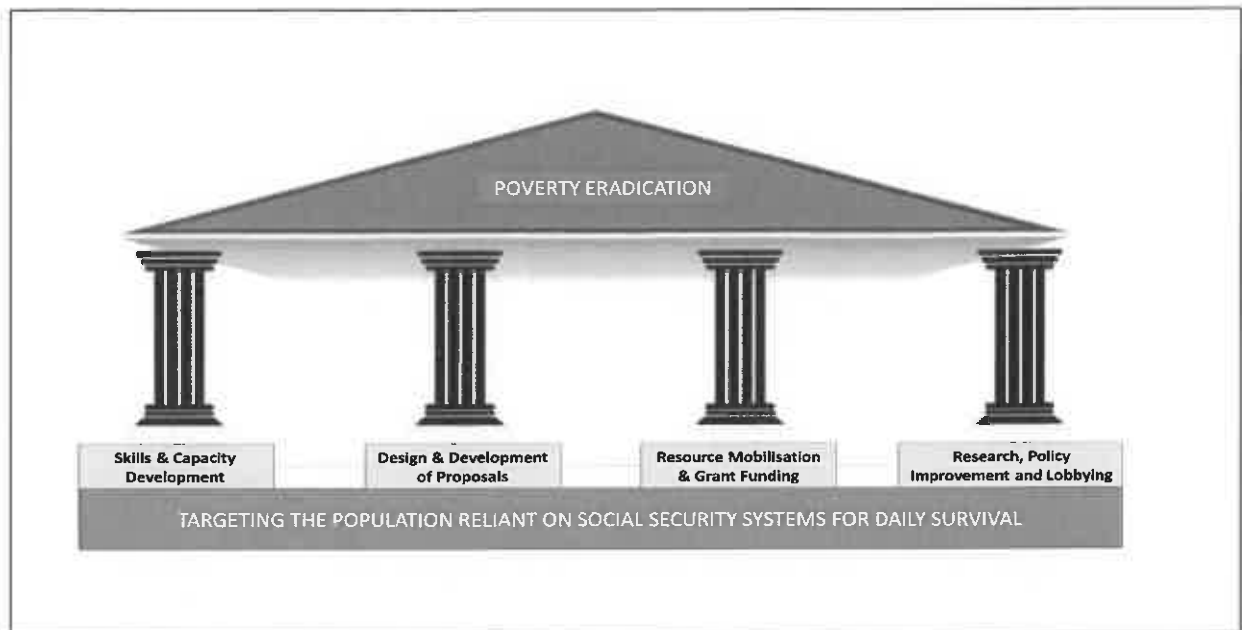 POVERTY ERADICATION
Skills & Capacity
Development
Design & Development
of Proposals
Resource Mobilisation
& Grant Funding
Research, Policy
Improvement and Lobbying
TARGETING THE POPULATION RELIANT ON SOCIAL SECURITY SYSTEMS FOR DAILY SURVIVAL